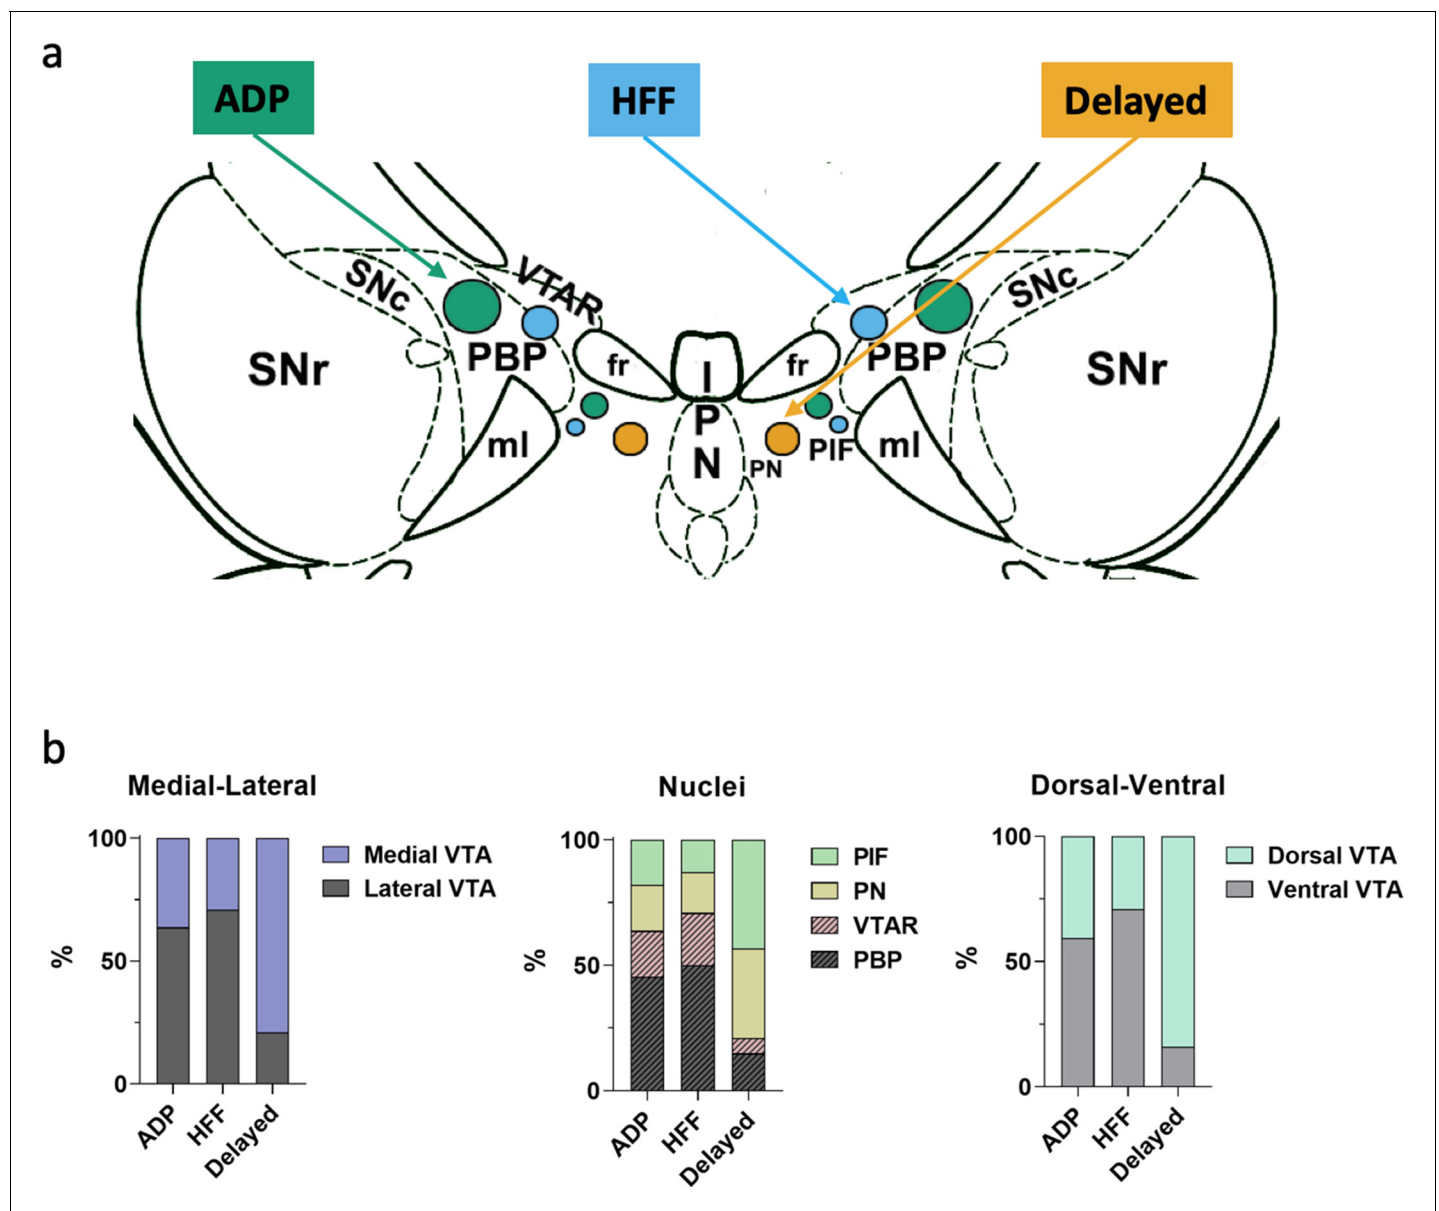 a
ADP
HFF
Delayed
SNc
VTAR
SNc
SNr
PBP
fr
I
fr
PBP
SNr
P
ml
N
PN
PIF
ml
b
Medial-Lateral
100
50
0
%
ADP
HFF
Delayed
Medial VTA
Lateral VTA
Nuclei
100
50
0
%
ADP
HFF
Delayed
PIF
PN
VTAR
PBP
Dorsal-Ventral
100
50
0
%
ADP
HFF
Delayed
Dorsal VTA
Ventral VTA